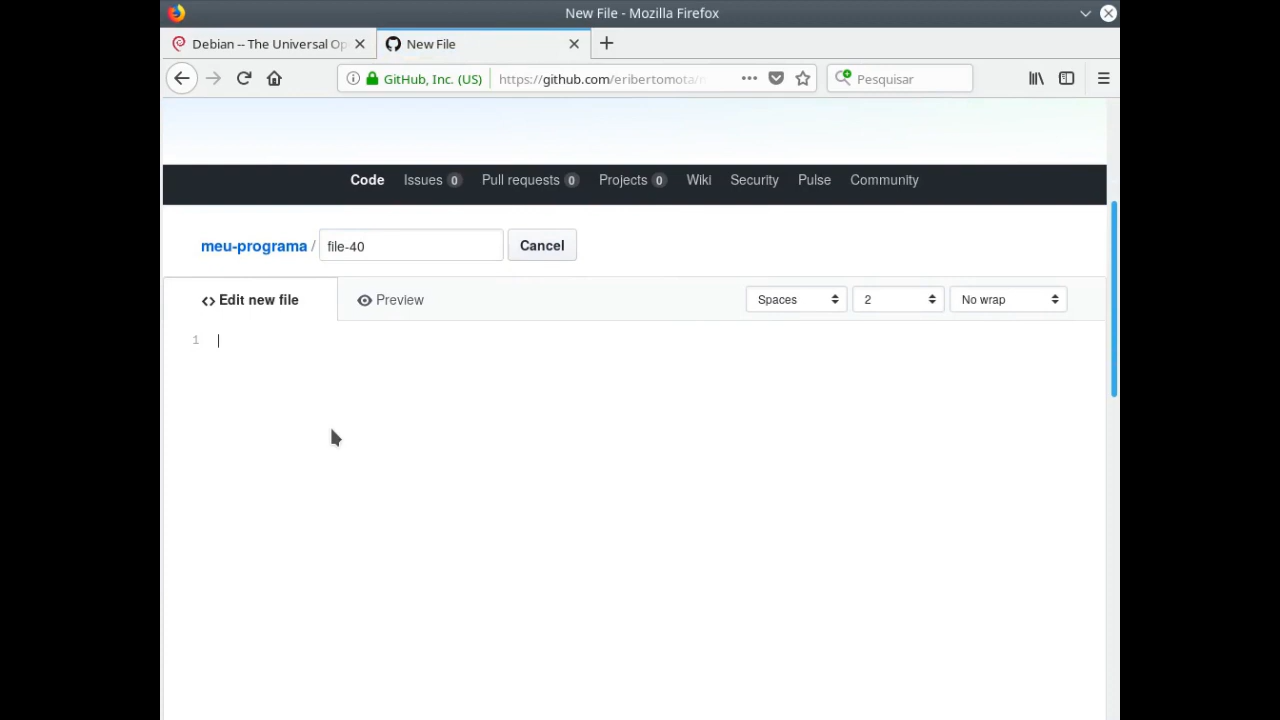 New File - Mozilla Firefox
Debian -- The Universal Op
New File
GitHub, Inc. (US)
https://github.com/eribertomota/
Pesquisar
Code
Issues 0
Pull requests 0
Projects 0
Wiki
Security
Pulse
Community
meu-programa /
file-40
Cancel
<> Edit new file
Preview
Spaces
2
No wrap
1